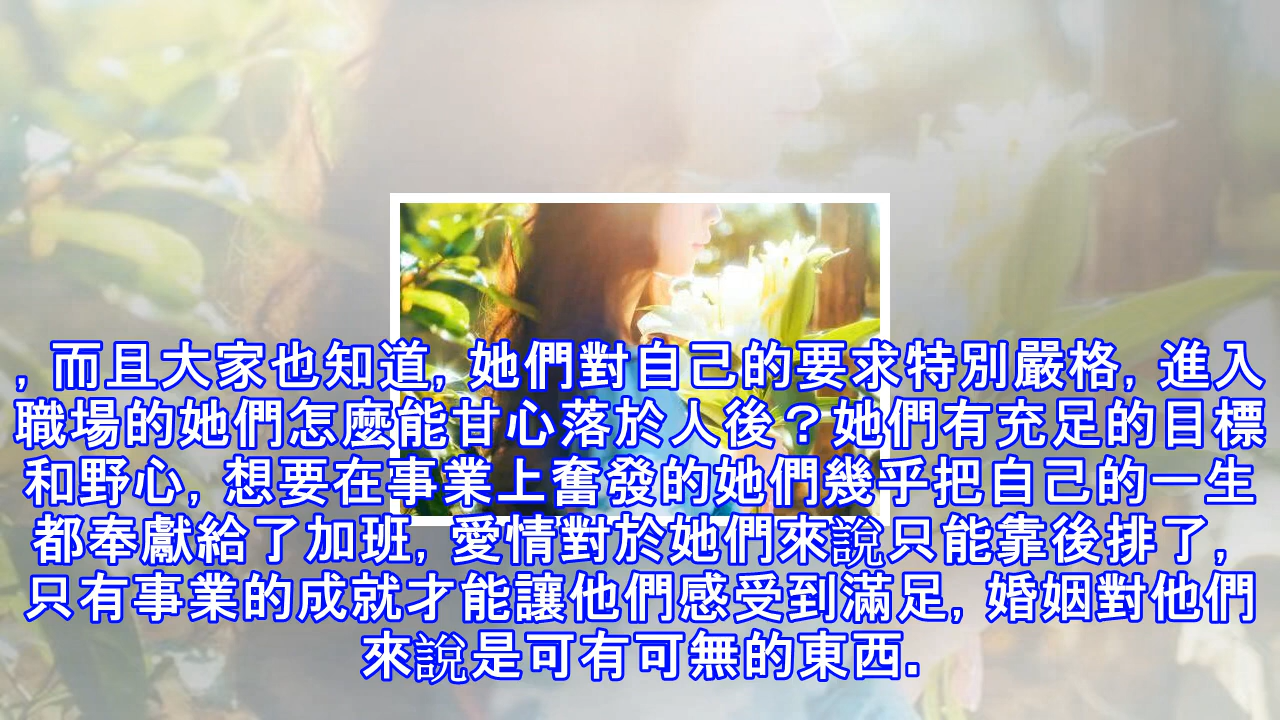 , 而且大家也知道, 她們對自己的要求特別嚴格, 進入
職場的她們怎麼能甘心落於人後？她們有充足的目標
和野心, 想要在事業上奮發的她們幾乎把自己的一生
都奉獻給了加班, 愛情對於她們來說只能靠後排了,
只有事業的成就才能讓他們感受到滿足, 婚姻對他們
來說是可有可無的東西.